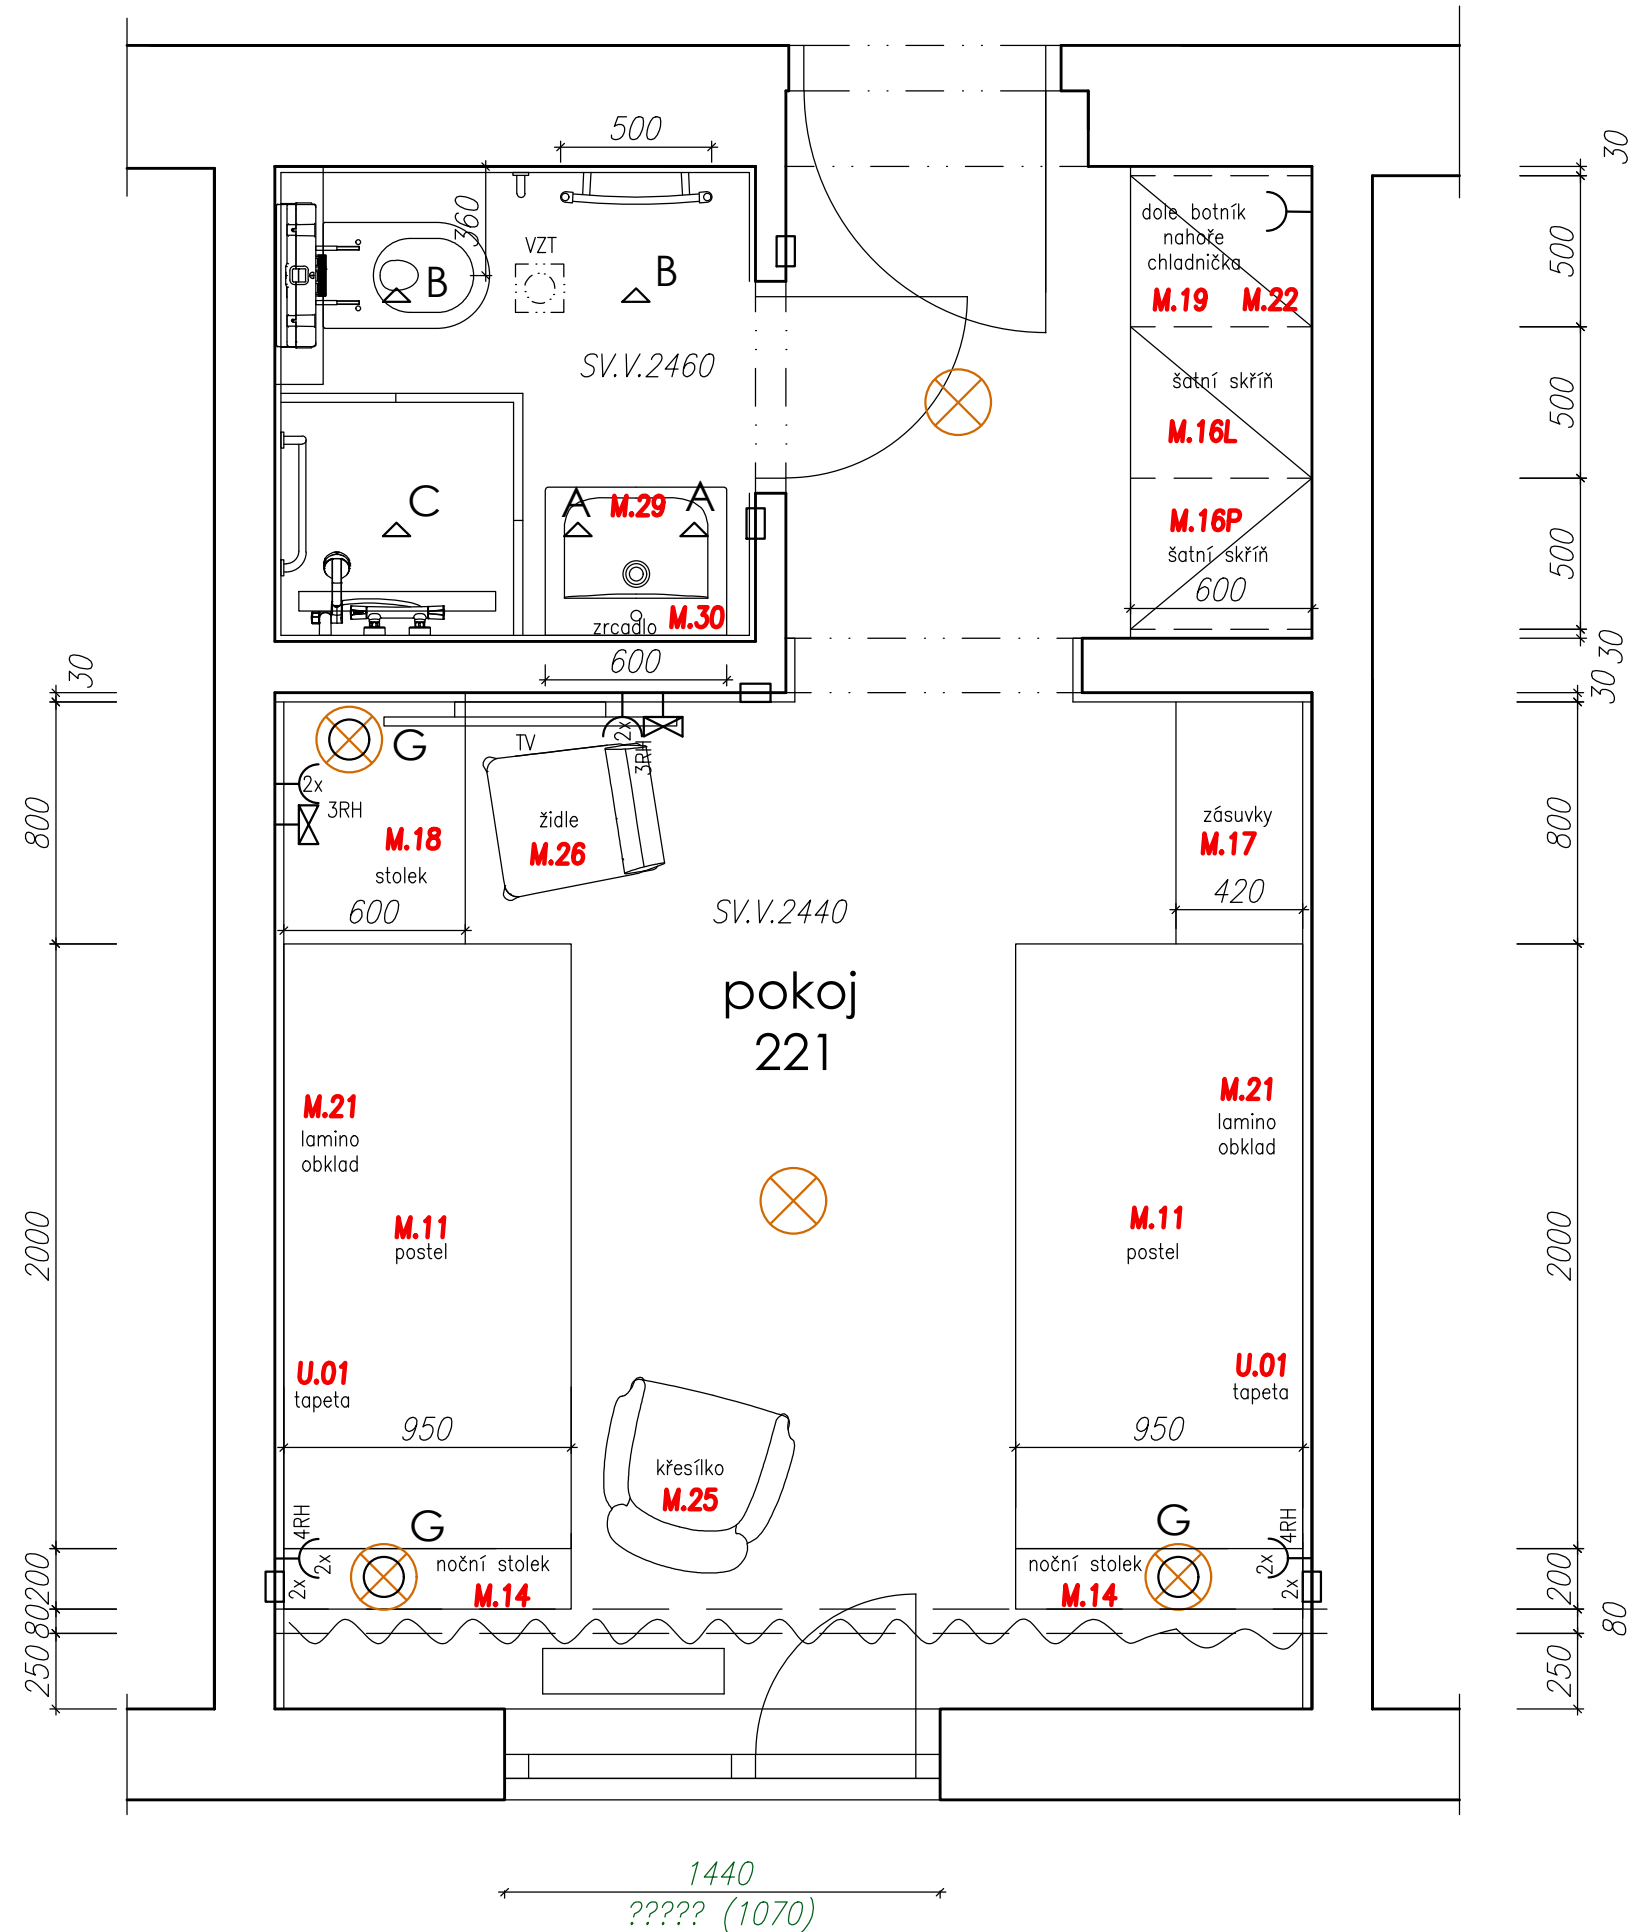 500
30
360
VZT
B
B
dole botník
nahoře
chladnička
M.19 M.22
500
SV.V.2460
šatní skříň
M.16L
500
C
A
M.29
A
M.16P
šatní skříň
500
600
zrcadlo
M.30
600
30
30
30
G
TV
2x
3RH
2x
3RH
M.18
stolek
600
židle
M.26
zásuvky
M.17
420
800
800
SV.V.2440
pokoj
221
M.21
lamino
obklad
M.21
lamino
obklad
M.11
postel
M.11
postel
2000
2000
U.01
tapeta
U.01
tapeta
950
950
křesílko
M.25
4RH
2x
2x
G
noční stolek
M.14
G
noční stolek
M.14
4RH
2x
2x
200
80
250
200
80
250
1440
????? (1070)